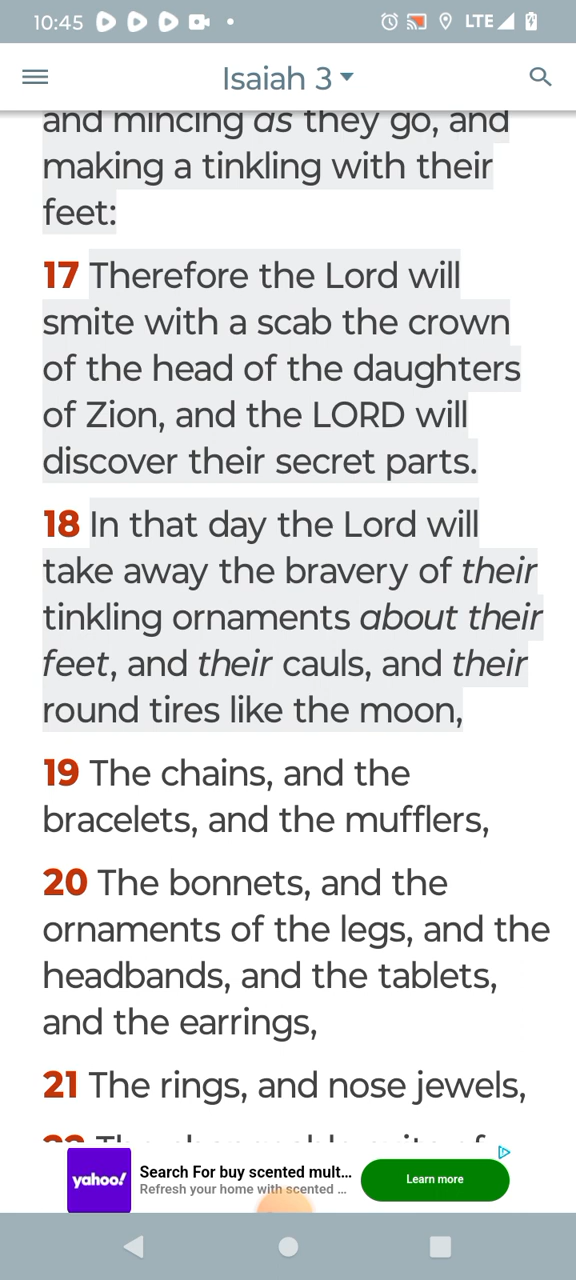 10:45
LTE
Isaiah 3
and mincing as they go, and
making a tinkling with their
feet:
17 Therefore the Lord will
smite with a scab the crown
of the head of the daughters
of Zion, and the LORD will
discover their secret parts.
18 In that day the Lord will
take away the bravery of their
tinkling ornaments about their
feet, and their cauls, and their
round tires like the moon,
19 The chains, and the
bracelets, and the mufflers,
20 The bonnets, and the
ornaments of the legs, and the
headbands, and the tablets,
and the earrings,
21 The rings, and nose jewels,
yahoo!
Search For buy scented mult...
Refresh your home with scented ...
Learn more